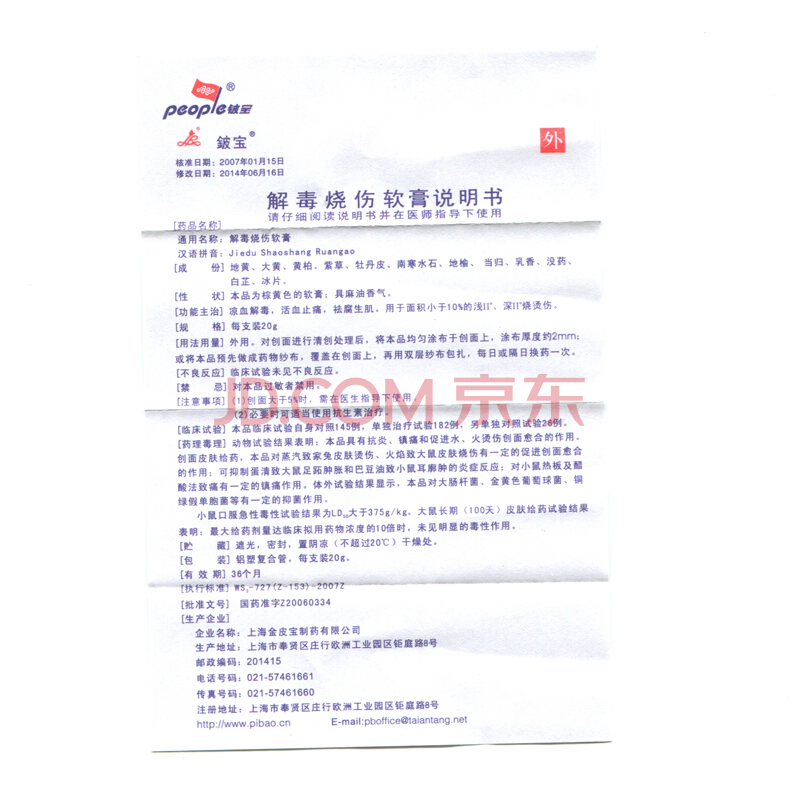 people皱宝®
皱宝®
外
核准日期：2007年01月15日
修改日期：2014年06月16日
解毒烧伤软膏说明书
请仔细阅读说明书并在医师指导下使用
[药品名称]
通用名称：解毒烧伤软膏
汉语拼音：Jiedu Shaoshang Ruangao
[成 份] 地黄、大黄、黄柏、紫草、牡丹皮、南寒水石、地榆、当归、乳香、没药、
白芷、冰片。
[性 状] 本品为棕黄色的软膏；具麻油香气。
[功能主治] 凉血解毒，活血止痛，祛腐生肌。用于面积小于10%的浅II°、深II°烧烫伤。
[规 格] 每支装20g
[用法用量] 外用。对创面进行清创处理后，将本品均匀涂布于创面上，涂布厚度约2mm；
或将本品预先做成药物纱布，覆盖在创面上，再用双层纱布包扎，每日或隔日换药一次。
[不良反应] 临床试验未见不良反应。
[禁 忌] 对本品过敏者禁用。
[注意事项] (1)创面大于5%时，需在医生指导下使用。
(2)必要时可适当使用抗生素治疗。
JD.COM 京东
[临床试验] 本品临床试验自身对照145例，单独治疗试验182例，另单独对照试验26例。
[药理毒理] 动物试验结果表明：本品具有抗炎、镇痛和促进水、火烫伤创面愈合的作用。
创面皮肤给药，本品对蒸汽致家兔皮肤烫伤、火焰致大鼠皮肤烧伤有一定的促进创面愈合
的作用；可抑制蛋清致大鼠足跖肿胀和巴豆油致小鼠耳廓肿的炎症反应；对小鼠热板及醋
酸法致痛有一定的镇痛作用。体外试验结果显示，本品对大肠杆菌、金黄色葡萄球菌、铜
绿假单胞菌等有一定的抑菌作用。
小鼠口服急性毒性试验结果为LD₅₀大于375g/kg。大鼠长期（100天）皮肤给药试验结果
表明：最大给药剂量达临床拟用药物浓度的10倍时，未见明显的毒性作用。
[贮 藏] 遮光，密封，置阴凉（不超过20℃）干燥处。
[包 装] 铝塑复合管，每支装20g。
[有 效 期] 36个月
[执行标准] WS₃-727(Z-153)-2007Z
[批准文号] 国药准字Z20060334
[生产企业]
企业名称：上海金皮宝制药有限公司
生产地址：上海市奉贤区庄行欧洲工业园区钜庭路8号
邮政编码：201415
电话号码：021-57461661
传真号码：021-57461660
注册地址：上海市奉贤区庄行欧洲工业园区钜庭路8号
http://www.pibao.cn E-mail:pboffice@taiantang.net